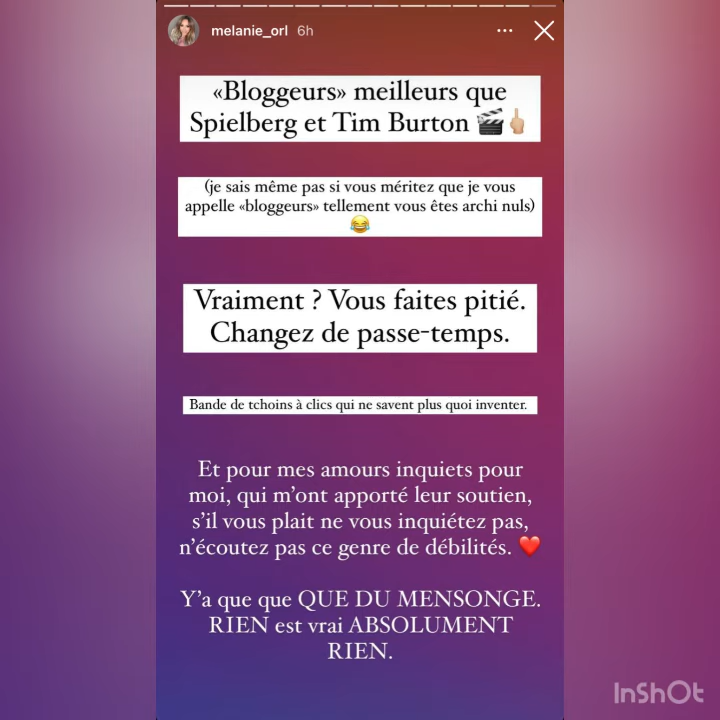 melanie_orl 6h
«Bloggeurs» meilleurs que
Spielberg et Tim Burton 🎬🖕🏼
(je sais même pas si vous méritez que je vous
appelle «bloggeurs» tellement vous êtes archi nuls)
😂
Vraiment ? Vous faites pitié.
Changez de passe-temps.
Bande de tchoins à clics qui ne savent plus quoi inventer.
Et pour mes amours inquiets pour
moi, qui m’ont apporté leur soutien,
s’il vous plait ne vous inquiétez pas,
n’écoutez pas ce genre de débilités. ❤️
Y’a que que QUE DU MENSONGE.
RIEN est vrai ABSOLUMENT
RIEN.
InShOt